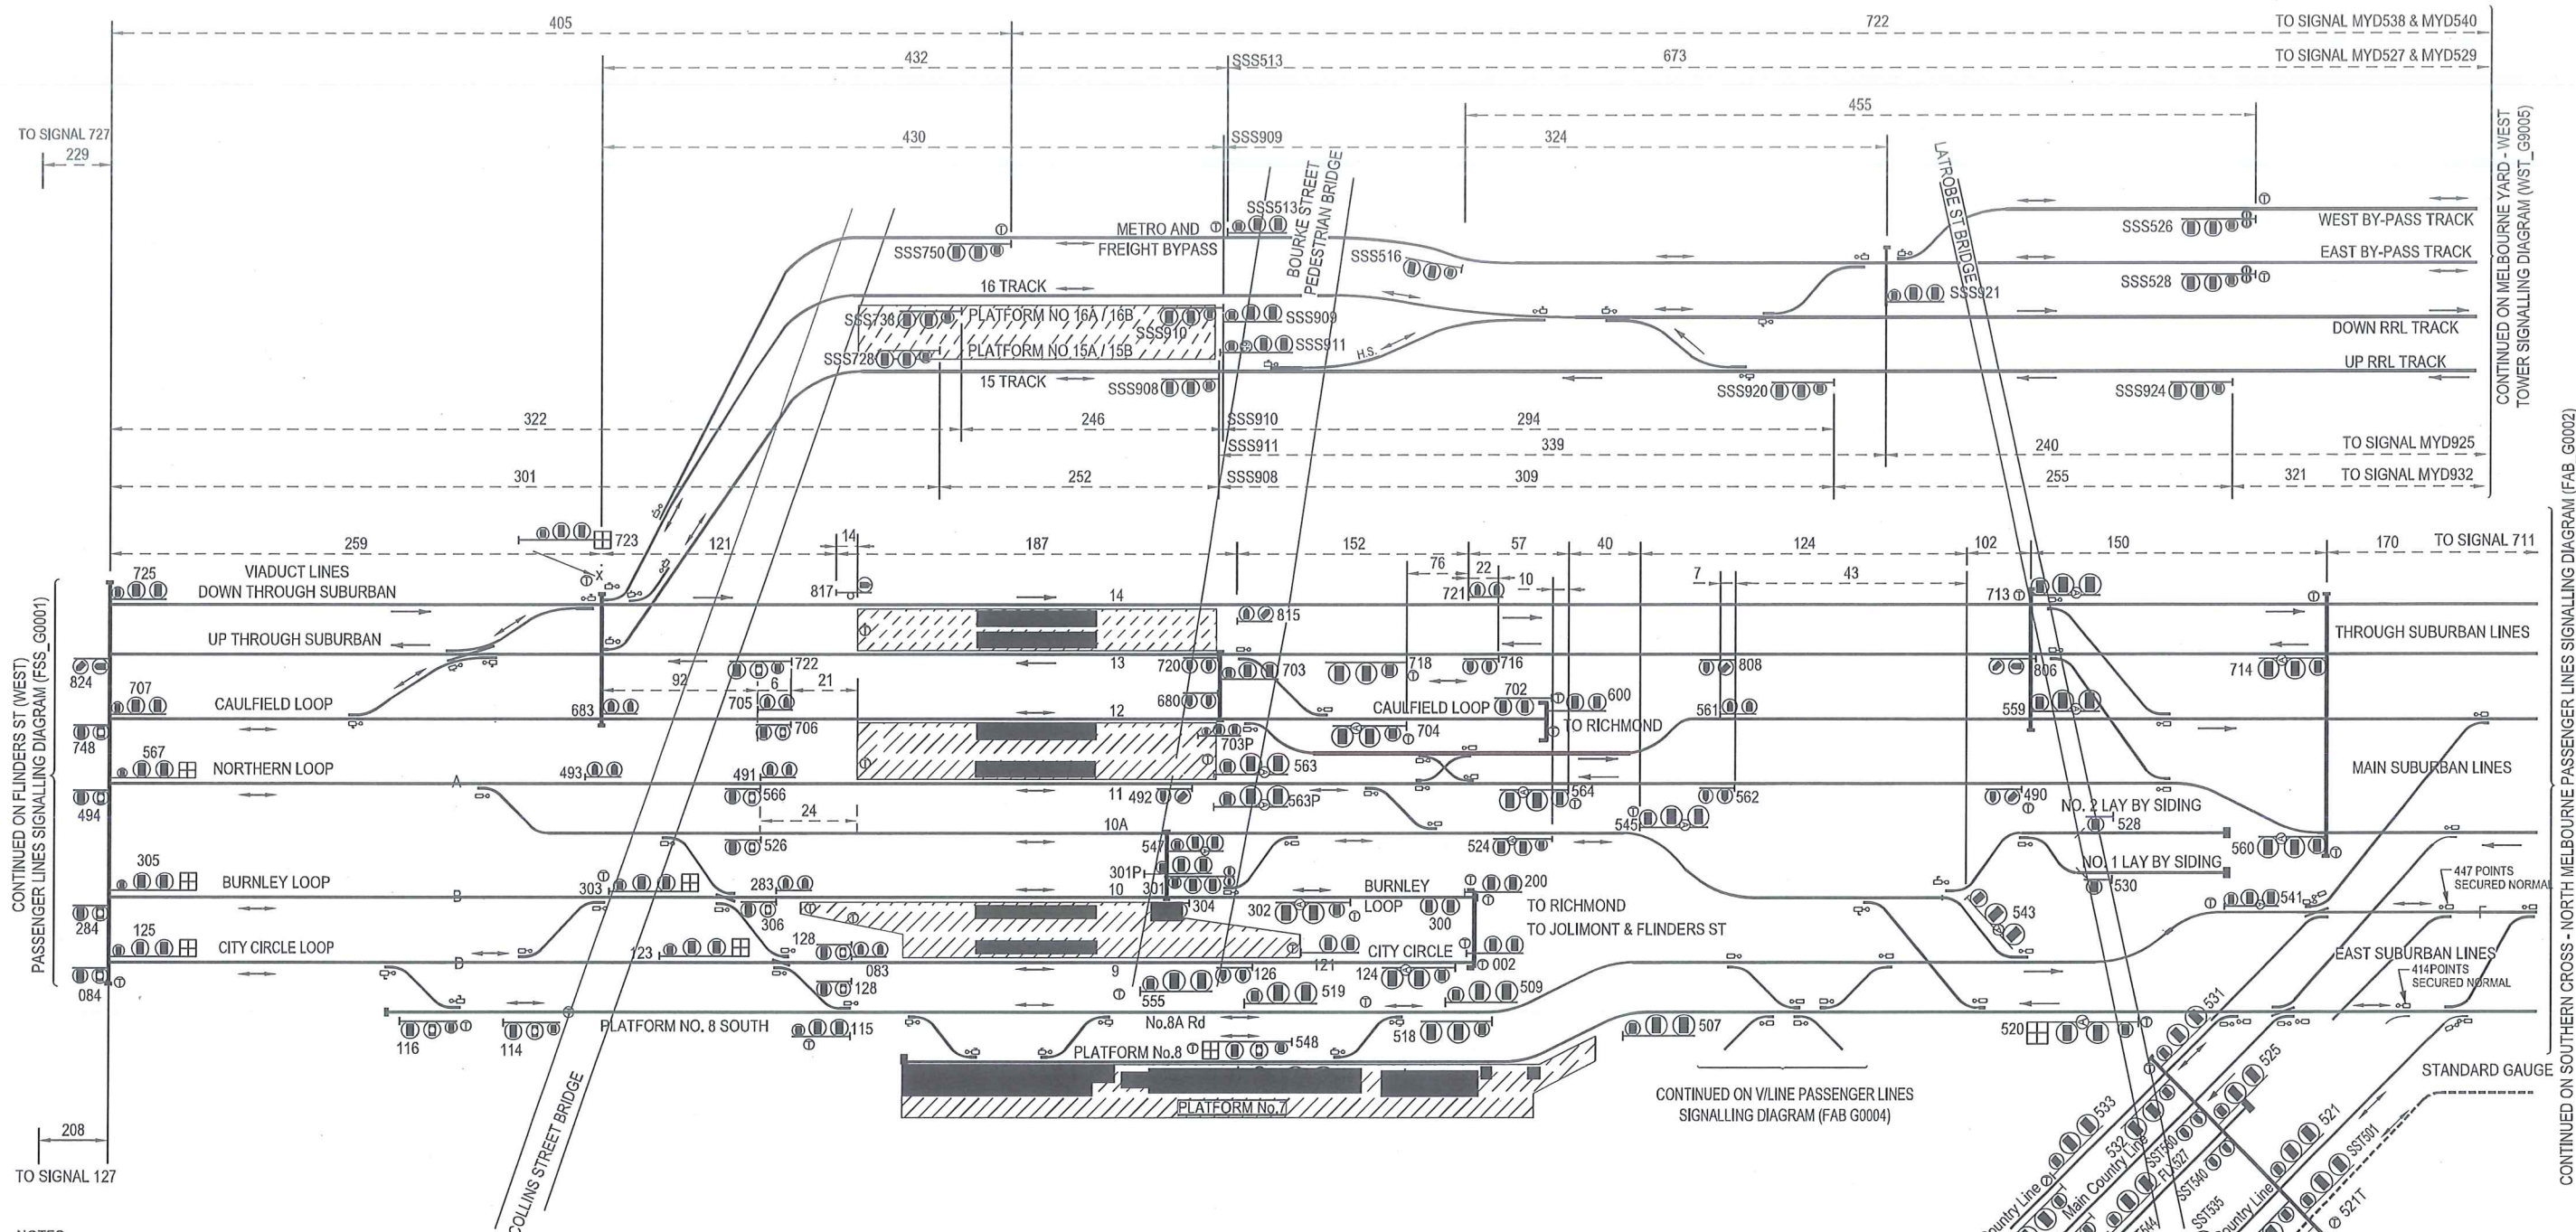 405
722
TO SIGNAL MYD538 & MYD540
432
SSS513
673
TO SIGNAL MYD527 & MYD529
455
TO SIGNAL 727
229
430
SSS909
324
CONTINUED ON MELBOURNE YARD - WEST
TOWER SIGNALLING DIAGRAM (WST_G9005)
BOURKE STREET
PEDESTRIAN BRIDGE
LATROBE ST BRIDGE
SSS513
METRO AND
FREIGHT BYPASS
SSS750
SSS516
SSS526
WEST BY-PASS TRACK
EAST BY-PASS TRACK
SSS528
SSS921
16 TRACK
SSS738
PLATFORM NO 16A / 16B
SSS910
SSS909
DOWN RRL TRACK
SSS728
PLATFORM NO 15A / 15B
SSS911
H.S.
UP RRL TRACK
15 TRACK
SSS908
SSS920
SSS924
322
246
SSS910
294
SSS911
339
240
TO SIGNAL MYD925
301
252
SSS908
309
255
321
TO SIGNAL MYD932
CONTINUED ON SOUTHERN CROSS - NORTH MELBOURNE PASSENGER LINES SIGNALLING DIAGRAM (FAB_G0002)
259
723
121
14
187
152
57
40
124
102
150
170
TO SIGNAL 711
X
76
22
10
7
43
725
VIADUCT LINES
DOWN THROUGH SUBURBAN
817
14
721
713
815
UP THROUGH SUBURBAN
THROUGH SUBURBAN LINES
CONTINUED ON FLINDERS ST (WEST)
PASSENGER LINES SIGNALLING DIAGRAM (FSS_G0001)
824
722
13
720
703
718
716
808
806
714
92
6
21
707
CAULFIELD LOOP
683
705
680
702
600
12
CAULFIELD LOOP
TO RICHMOND
561
559
748
706
703P
704
567
NORTHERN LOOP
493
491
563
MAIN SUBURBAN LINES
A
494
566
11
492
563P
564
562
490
NO. 2 LAY BY SIDING
24
10A
545
528
526
547
524
560
305
BURNLEY LOOP
301P
NO. 1 LAY BY SIDING
303
283
10
301
BURNLEY
LOOP
200
530
447 POINTS
SECURED NORMAL
B
284
306
304
302
300
TO RICHMOND
541
543
TO JOLIMONT & FLINDERS ST
125
CITY CIRCLE LOOP
123
128
083
121
CITY CIRCLE
002
EAST SUBURBAN LINES
D
9
126
124
414POINTS
SECURED NORMAL
084
128
555
519
509
116
114
PLATFORM NO. 8 SOUTH
115
No.8A Rd
518
507
520
531
PLATFORM No.8
548
525
STANDARD GAUGE
PLATFORM No.7
CONTINUED ON V/LINE PASSENGER LINES
SIGNALLING DIAGRAM (FAB G0004)
208
TO SIGNAL 127
COLLINS STREET BRIDGE
533
532
521
SST501
Country Line
Main Country Line
SST560
FLX527
SST540
SST535
Country Line
521T